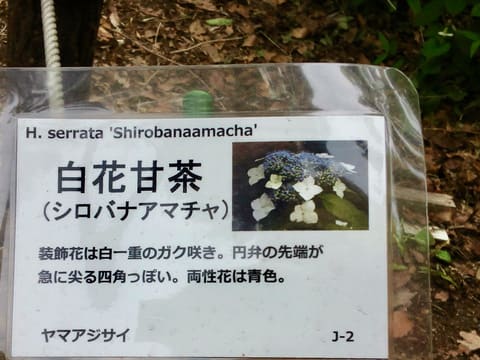 H. serrata 'Shirobanaamacha'
白花甘茶
（シロバナアマチャ）
装飾花は白一重のガク咲き。円弁の先端が
急に尖る四角っぽい。両性花は青色。
ヤマアジサイ J-2